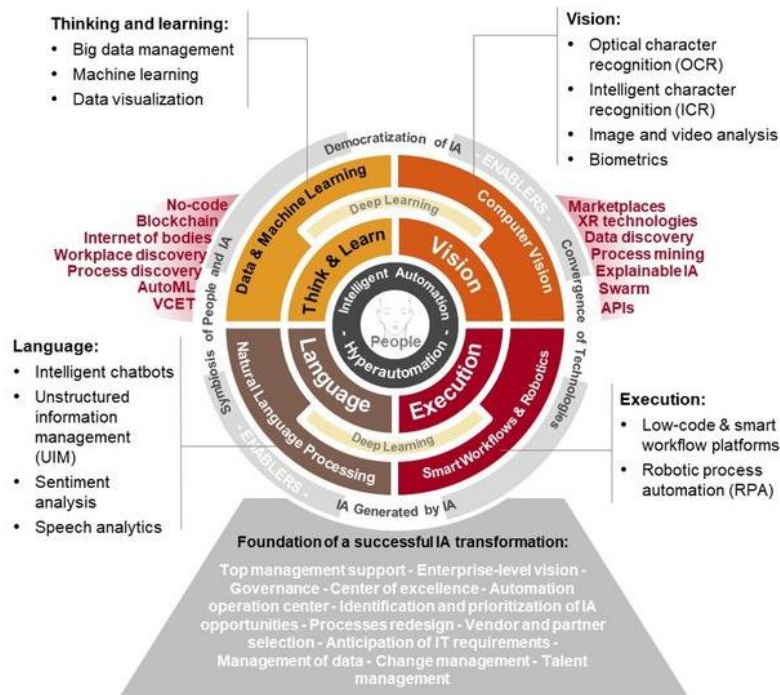 Thinking and learning:
• Big data management
• Machine learning
• Data visualization
Vision:
• Optical character
recognition (OCR)
• Intelligent character
recognition (ICR)
• Image and video analysis
• Biometrics
Democratization of IA
- ENABLERS -
Convergence of Technologies
IA Generated by IA
- ENABLERS -
Symbiosis of People and IA
No-code
Blockchain
Internet of bodies
Workplace discovery
Process discovery
AutoML
VCET
Marketplaces
XR technologies
Data discovery
Process mining
Explainable IA
Swarm
APIs
Data & Machine Learning
Computer Vision
Deep Learning
Think & Learn
Vision
Intelligent Automation
People
- Hyperautomation -
Language
Execution
Deep Learning
Natural Language Processing
Smart Workflows & Robotics
Language:
• Intelligent chatbots
• Unstructured
information
management
(UIM)
• Sentiment
analysis
• Speech analytics
Execution:
• Low-code & smart
workflow platforms
• Robotic process
automation (RPA)
Foundation of a successful IA transformation:
Top management support - Enterprise-level vision -
Governance - Center of excellence - Automation
operation center - Identification and prioritization of IA
opportunities - Processes redesign - Vendor and partner
selection - Anticipation of IT requirements -
Management of data - Change management - Talent
management